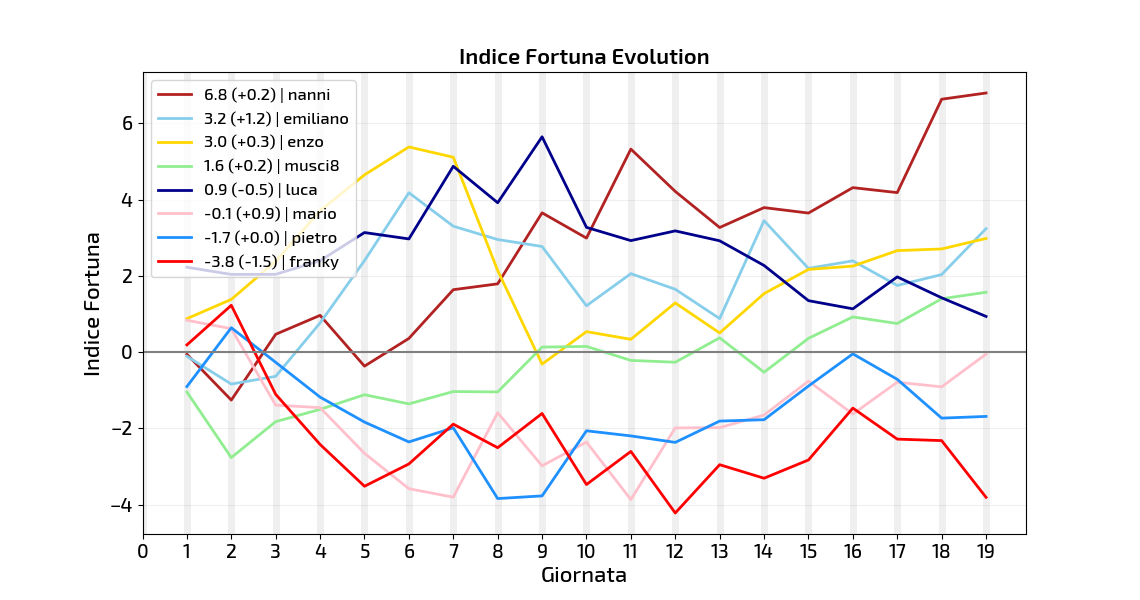 Indice Fortuna Evolution
6.8 (+0.2) | nanni
3.2 (+1.2) | emiliano
3.0 (+0.3) | enzo
1.6 (+0.2) | musci8
0.9 (-0.5) | luca
-0.1 (+0.9) | mario
-1.7 (+0.0) | pietro
-3.8 (-1.5) | franky
Indice Fortuna
6
4
2
0
−2
−4
0 1 2 3 4 5 6 7 8 9 10 11 12 13 14 15 16 17 18 19
Giornata